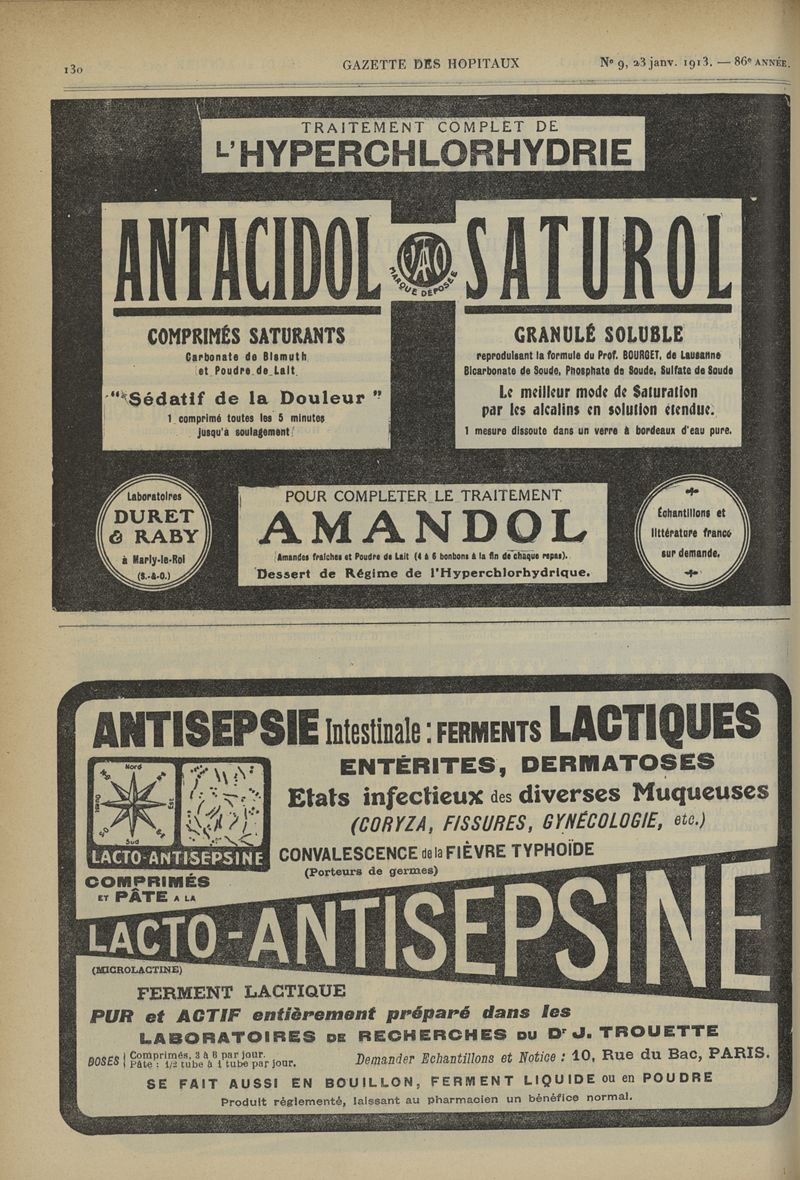 130
GAZETTE DES HOPITAUX
Nº 9, 23 janv. 1913. — 86e ANNÉE.
TRAITEMENT COMPLET DE
L'HYPERCHLORHYDRIE
ANTACIDOL
MARQUE DÉPOSÉE
SATUROL
COMPRIMÉS SATURANTS
Carbonate de Bismuth
et Poudre de Lait
"Sédatif de la Douleur"
1 comprimé toutes les 5 minutes
jusqu'à soulagement
GRANULÉ SOLUBLE
reproduisant la formule du Prof. BOURGET, de Lausanne
Bicarbonate de Soude, Phosphate de Soude, Sulfate de Soude
Le meilleur mode de Saturation
par les alcalins en solution étendue.
1 mesure dissoute dans un verre à bordeaux d'eau pure.
Laboratoires
DURET
& RABY
à Marly-le-Roi
(S.-&-O.)
POUR COMPLETER LE TRAITEMENT
AMANDOL
Amandes fraîches et Poudre de Lait (4 à 6 bonbons à la fin de chaque repas).
Dessert de Régime de l'Hyperchlorhydrique.
Échantillons et
littérature franco
sur demande.
ANTISEPSIE Intestinale : FERMENTS LACTIQUES
ENTÉRITES, DERMATOSES
Etats infectieux des diverses Muqueuses
(CORYZA, FISSURES, GYNÉCOLOGIE, etc.)
CONVALESCENCE de la FIÈVRE TYPHOÏDE
(Porteurs de germes)
Nord
NO
NE
Ouest
Est
SO
SE
Sud
LACTO-ANTISEPSINE
COMPRIMÉS
ET PÂTE A LA
LACTO-ANTISEPSINE
(MICROLACTINE)
FERMENT LACTIQUE
PUR et ACTIF entièrement préparé dans les
LABORATOIRES DE RECHERCHES DU Dr J. TROUETTE
DOSES { Comprimés, 3 à 6 par jour.
Pâte : 1/2 tube à 1 tube par jour.
Demander Echantillons et Notice : 10, Rue du Bac, PARIS.
SE FAIT AUSSI EN BOUILLON, FERMENT LIQUIDE ou en POUDRE
Produit réglementé, laissant au pharmacien un bénéfice normal.